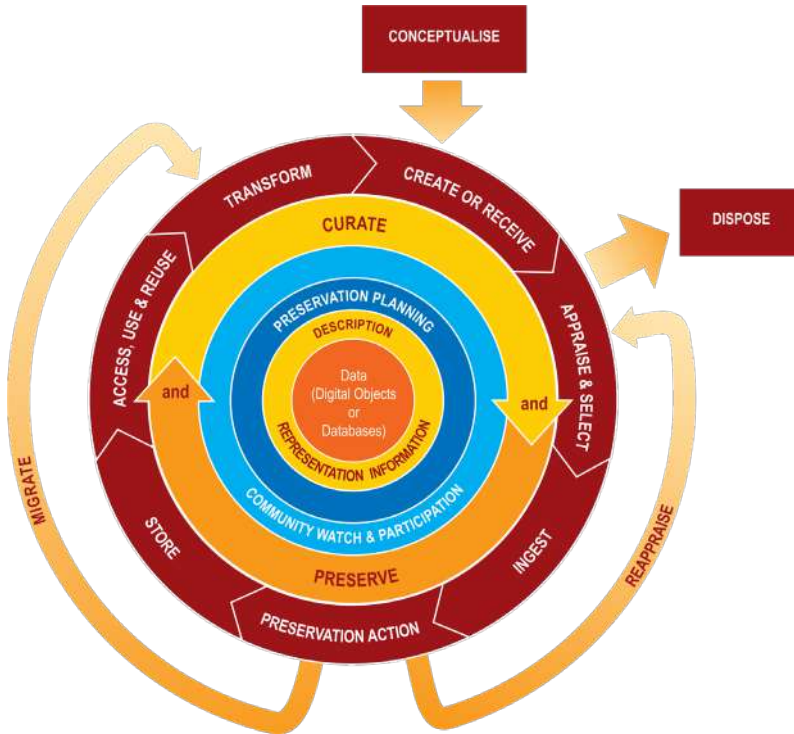 CONCEPTUALISE
DISPOSE
TRANSFORM
CREATE OR RECEIVE
APPRAISE & SELECT
INGEST
PRESERVATION ACTION
STORE
ACCESS, USE & REUSE
MIGRATE
REAPPRAISE
CURATE
and
PRESERVE
and
COMMUNITY WATCH & PARTICIPATION
PRESERVATION PLANNING
DESCRIPTION
REPRESENTATION INFORMATION
Data
(Digital Objects
or
Databases)